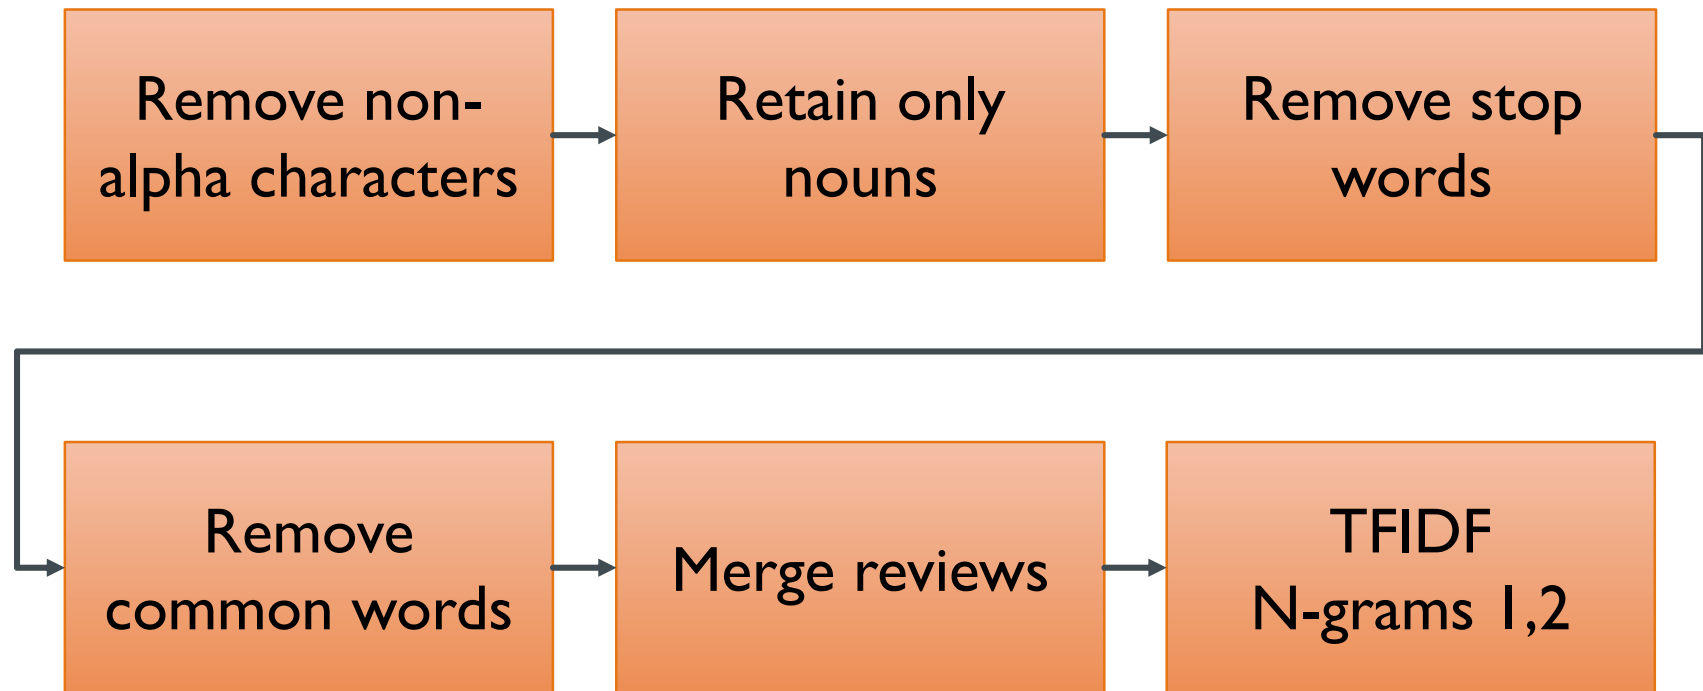 Remove non-
alpha characters
Retain only
nouns
Remove stop
words
Remove
common words
Merge reviews
TFIDF
N-grams 1,2